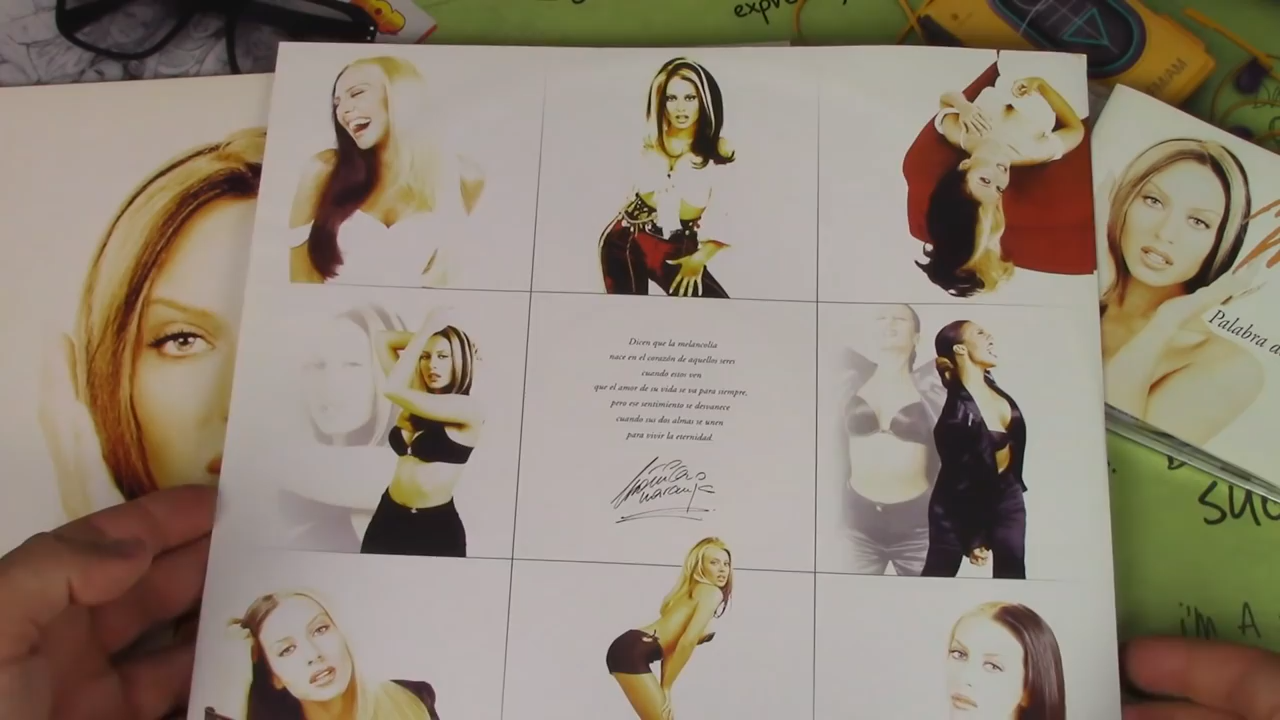 Dicen que la melancolía
nace en el corazón de aquellos seres
cuando estos ven
que el amor de su vida se va para siempre,
pero ese sentimiento se desvanece
cuando sus dos almas se unen
para vivir la eternidad.
Mónica
naranjo
Palabra d
I'M A